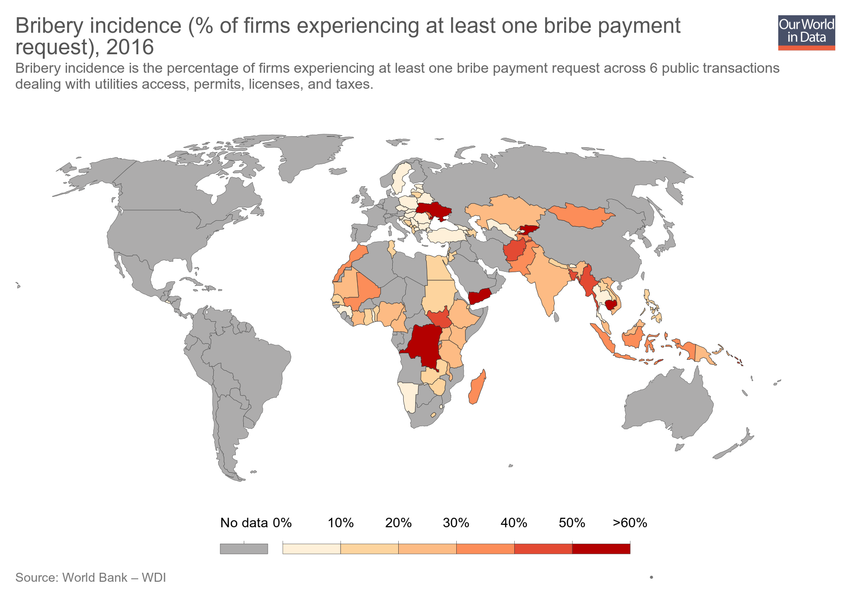 Bribery incidence (% of firms experiencing at least one bribe payment
request), 2016
Our World
in Data
Bribery incidence is the percentage of firms experiencing at least one bribe payment request across 6 public transactions
dealing with utilities access, permits, licenses, and taxes.
No data 0% 10% 20% 30% 40% 50% >60%
Source: World Bank – WDI